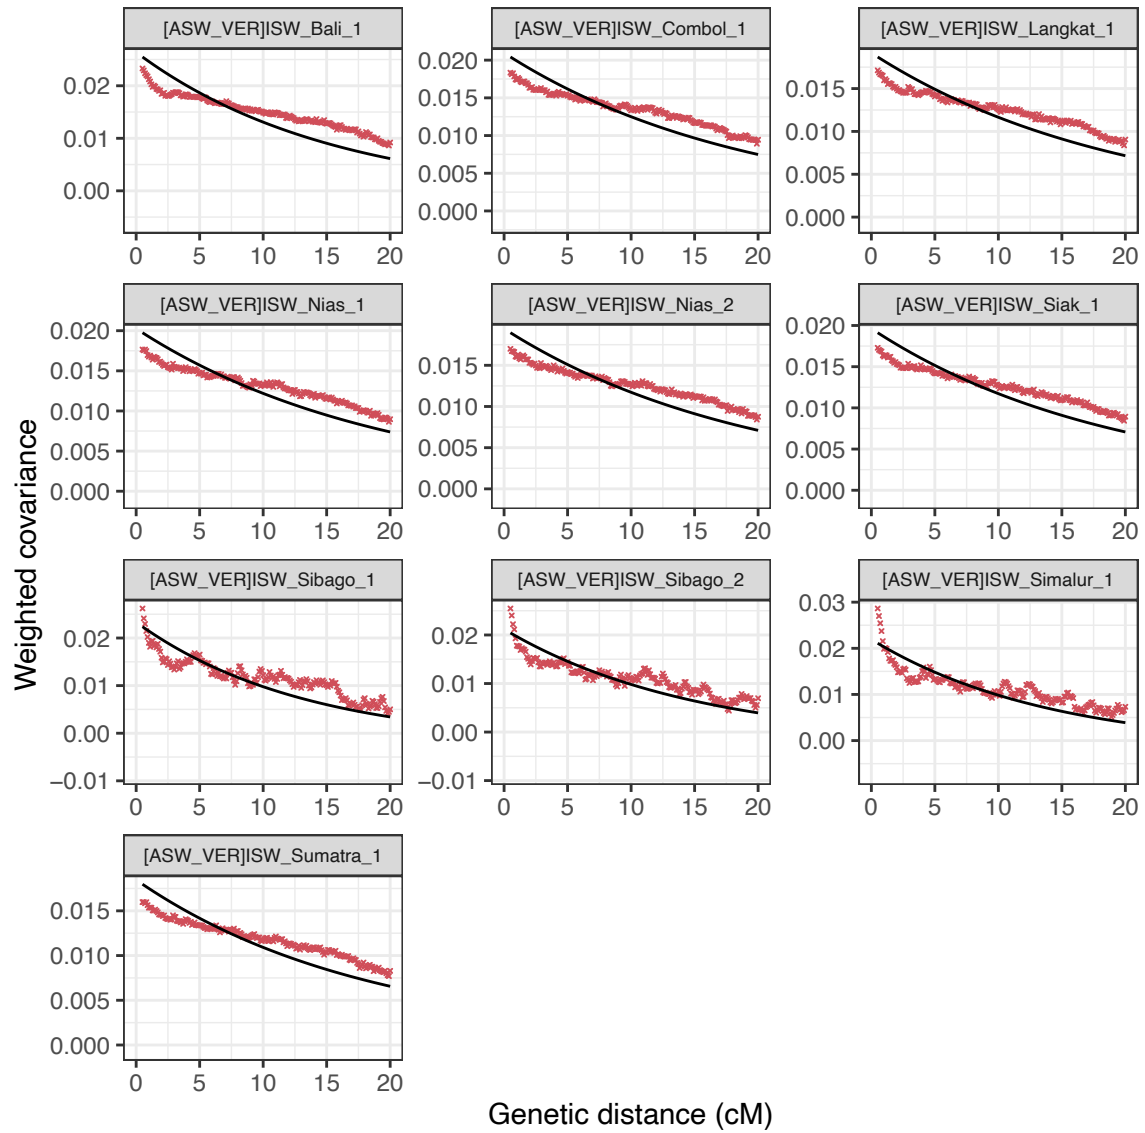 [ASW_VER]ISW_Bali_1
[ASW_VER]ISW_Combol_1
[ASW_VER]ISW_Langkat_1
0.02
0.01
0.00
0.020
0.015
0.010
0.005
0.000
0.015
0.010
0.005
0.000
0 5 10 15 20
0 5 10 15 20
0 5 10 15 20
[ASW_VER]ISW_Nias_1
[ASW_VER]ISW_Nias_2
[ASW_VER]ISW_Siak_1
0.020
0.015
0.010
0.005
0.000
0.015
0.010
0.005
0.000
0.020
0.015
0.010
0.005
0.000
0 5 10 15 20
0 5 10 15 20
0 5 10 15 20
Weighted covariance
[ASW_VER]ISW_Sibago_1
[ASW_VER]ISW_Sibago_2
[ASW_VER]ISW_Simalur_1
0.02
0.01
0.00
−0.01
0.02
0.01
0.00
−0.01
0.03
0.02
0.01
0.00
0 5 10 15 20
0 5 10 15 20
0 5 10 15 20
[ASW_VER]ISW_Sumatra_1
0.015
0.010
0.005
0.000
0 5 10 15 20
Genetic distance (cM)